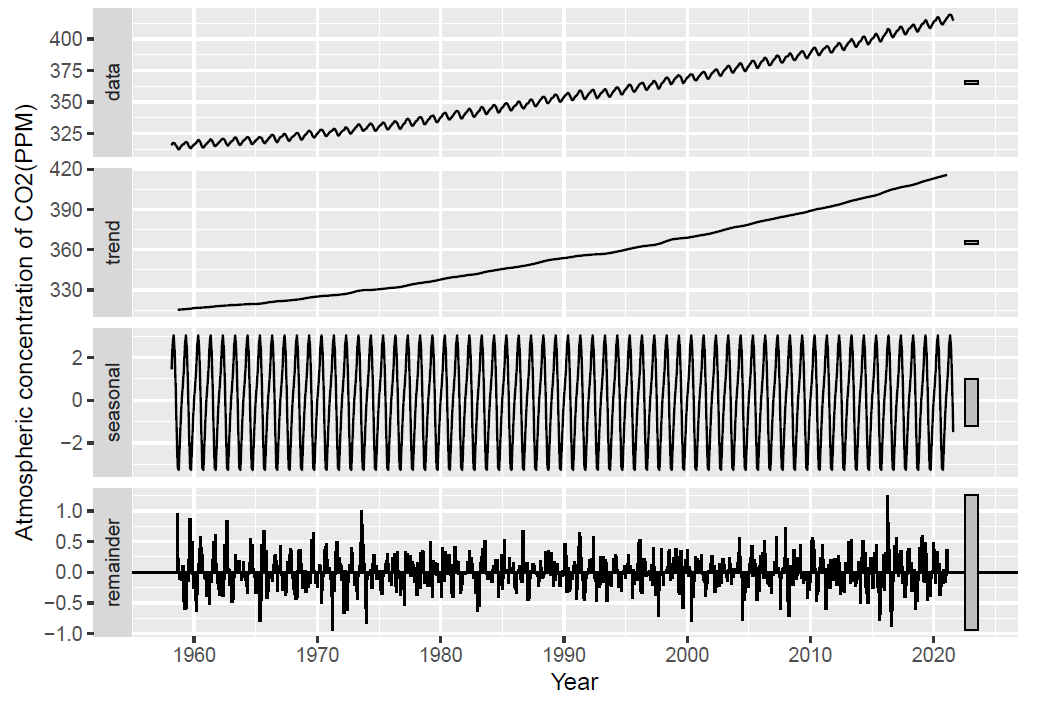 Atmospheric concentration of CO2(PPM)
data
400
375
350
325
trend
420
390
360
330
seasonal
2
0
−2
remainder
1.0
0.5
0.0
−0.5
−1.0
1960 1970 1980 1990 2000 2010 2020
Year